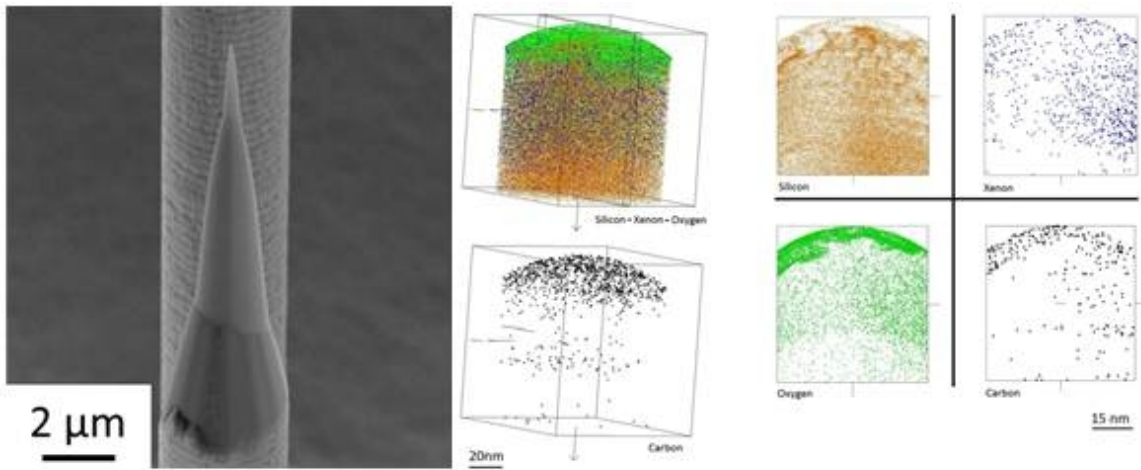 2 µm
Silicon - Xenon - Oxygen
Carbon
20nm
Silicon
Xenon
Oxygen
Carbon
15 nm